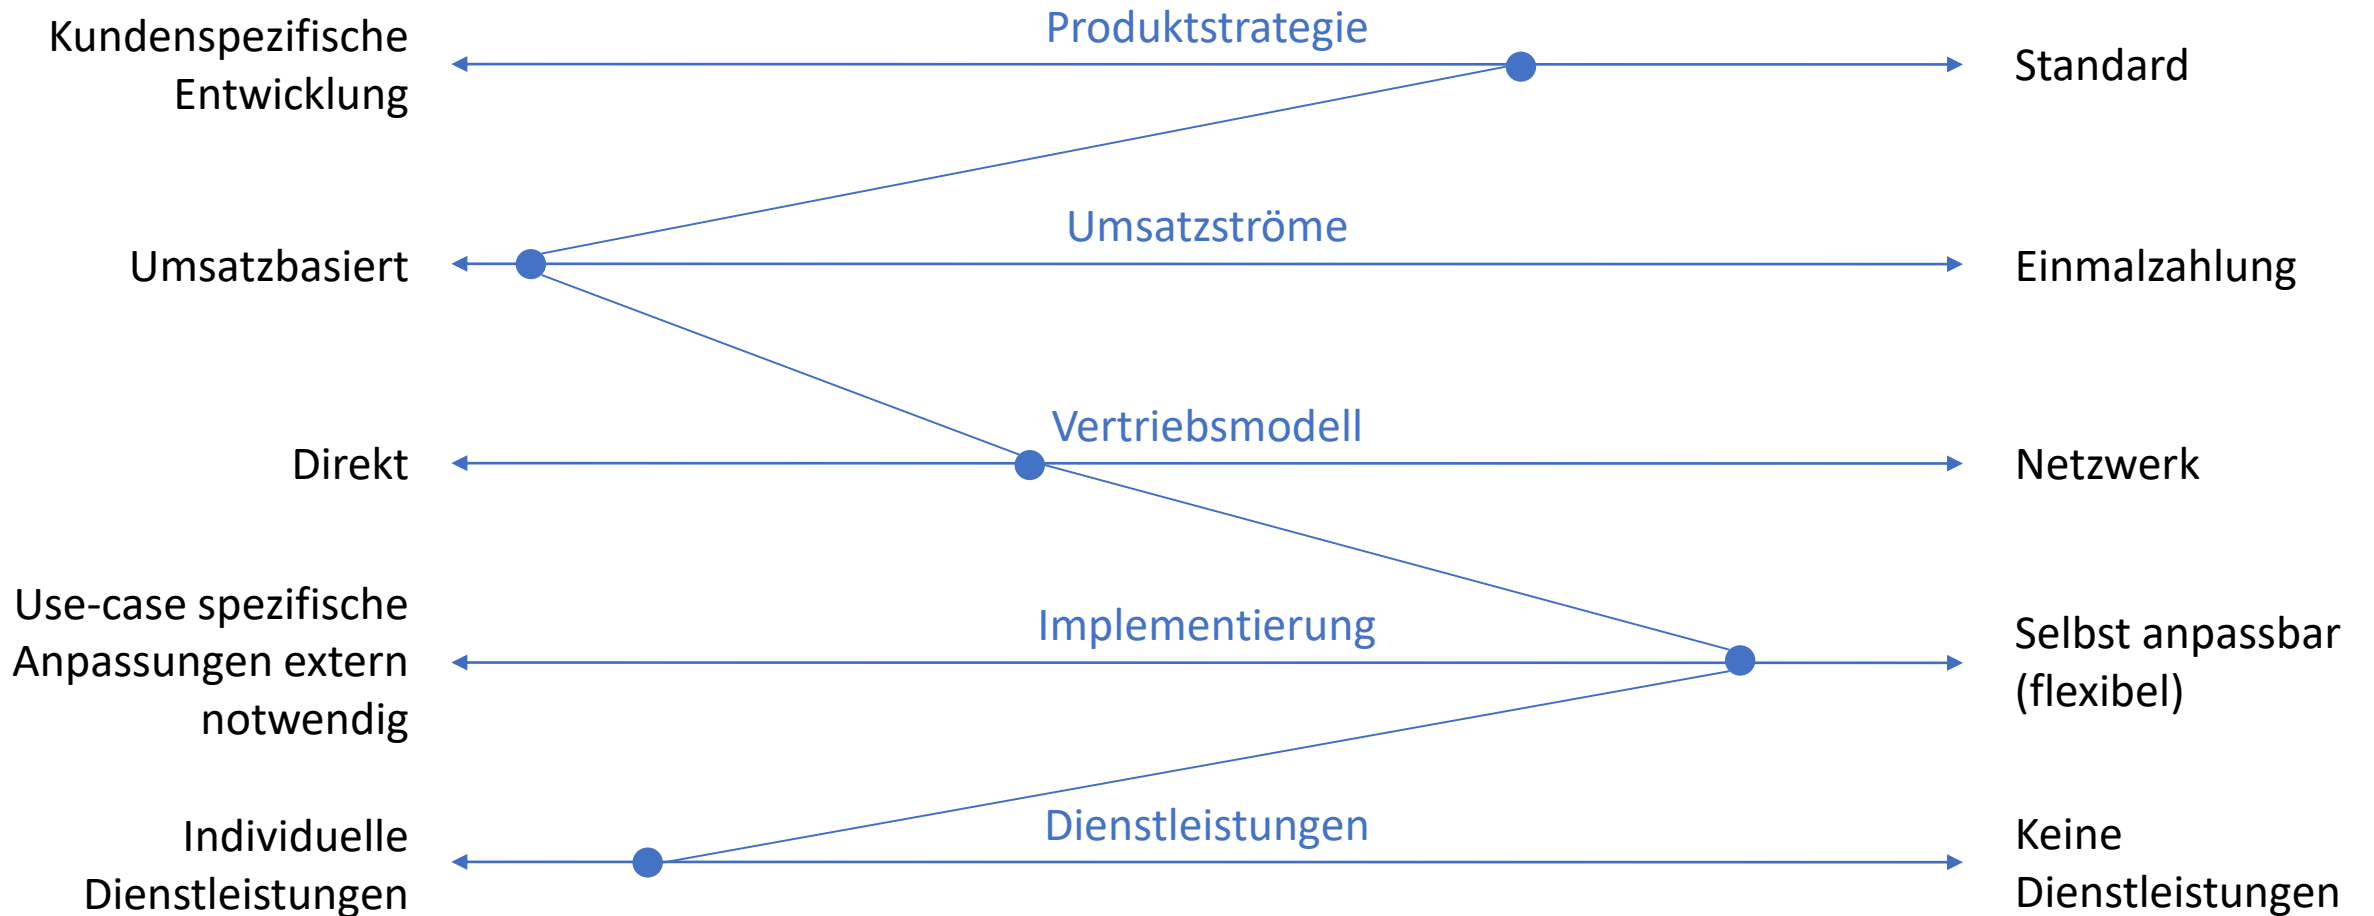 Produktstrategie
Kundenspezifische
Entwicklung
Standard
Umsatzströme
Umsatzbasiert
Einmalzahlung
Vertriebsmodell
Direkt
Netzwerk
Implementierung
Use-case spezifische
Anpassungen extern
notwendig
Selbst anpassbar
(flexibel)
Dienstleistungen
Individuelle
Dienstleistungen
Keine
Dienstleistungen